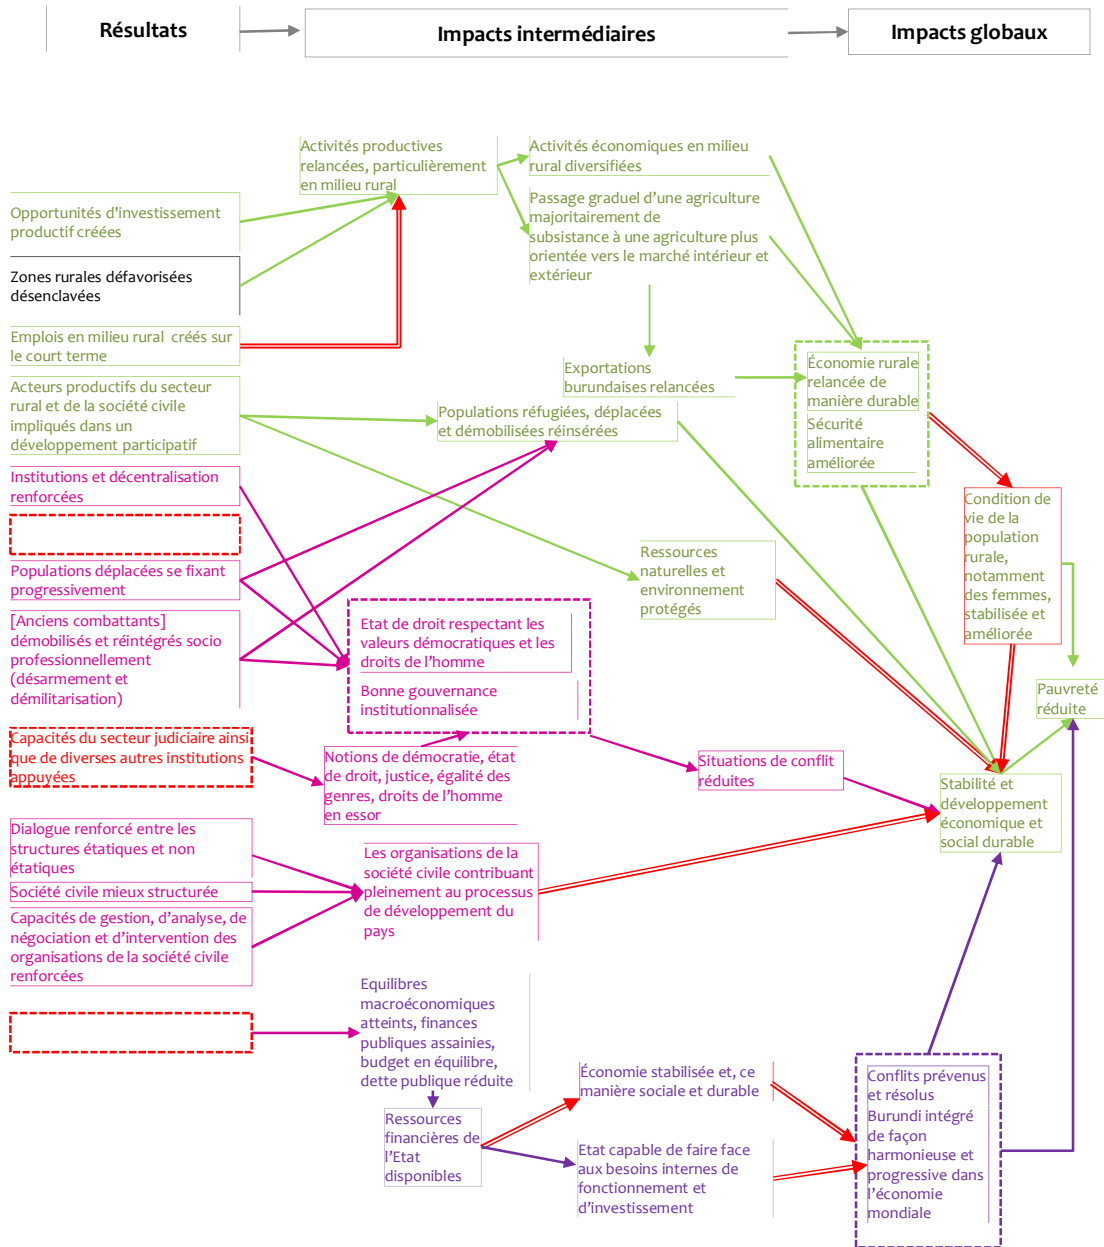 Résultats
Impacts intermédiaires
Impacts globaux
Activités productives
relancées, particulièrement
en milieu rural
Activités économiques en milieu
rural diversifiées
Passage graduel d'une agriculture
majoritairement de
subsistance à une agriculture plus
orientée vers le marché intérieur et
extérieur
Opportunités d'investissement
productif créées
Zones rurales défavorisées
désenclavées
Emplois en milieu rural créés sur
le court terme
Exportations
burundaises relancées
Économie rurale
relancée de
manière durable
Sécurité
alimentaire
améliorée
Acteurs productifs du secteur
rural et de la société civile
impliqués dans un
développement participatif
Populations réfugiées, déplacées
et démobilisées réinsérées
Institutions et décentralisation
renforcées
Condition de
vie de la
population
rurale,
notamment
des femmes,
stabilisée et
améliorée
Ressources
naturelles et
environnement
protégés
Populations déplacées se fixant
progressivement
[Anciens combattants]
démobilisés et réintégrés socio
professionnellement
(désarmement et
démilitarisation)
Etat de droit respectant les
valeurs démocratiques et les
droits de l'homme
Bonne gouvernance
institutionnalisée
Pauvreté
réduite
Capacités du secteur judiciaire ainsi
que de diverses autres institutions
appuyées
Notions de démocratie, état
de droit, justice, égalité des
genres, droits de l'homme
en essor
Situations de conflit
réduites
Stabilité et
développement
économique et
social durable
Dialogue renforcé entre les
structures étatiques et non
étatiques
Société civile mieux structurée
Capacités de gestion, d'analyse, de
négociation et d'intervention des
organisations de la société civile
renforcées
Les organisations de la
société civile contribuant
pleinement au processus
de développement du
pays
Equilibres
macroéconomiques
atteints, finances
publiques assainies,
budget en équilibre,
dette publique réduite
Ressources
financières de
l'Etat
disponibles
Économie stabilisée et, ce
manière sociale et durable
Etat capable de faire face
aux besoins internes de
fonctionnement et
d'investissement
Conflits prévenus
et résolus
Burundi intégré
de façon
harmonieuse et
progressive dans
l'économie
mondiale